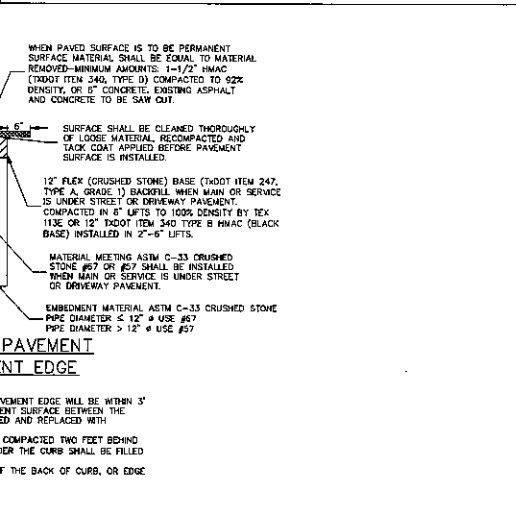 WHEN PAVED SURFACE IS TO BE PERMANENT
SURFACE MATERIAL SHALL BE EQUAL TO MATERIAL
REMOVED-MINIMUM AMOUNTS: 1-1/2" HMAC
(TXDOT ITEM 340, TYPE D) COMPACTED TO 92%
DENSITY, OR 6" CONCRETE. EXISTING ASPHALT
AND CONCRETE TO BE SAW CUT.
6"
SURFACE SHALL BE CLEANED THOROUGHLY
OF LOOSE MATERIAL, RECOMPACTED AND
TACK COAT APPLIED BEFORE PAVEMENT
SURFACE IS INSTALLED.
12" FLEX (CRUSHED STONE) BASE (TXDOT ITEM 247,
TYPE A, GRADE 1) BACKFILL WHEN MAIN OR SERVICE
IS UNDER STREET OR DRIVEWAY PAVEMENT.
COMPACTED IN 6" LIFTS TO 100% DENSITY BY TEX
113E OR 12" TXDOT ITEM 340 TYPE B HMAC (BLACK
BASE) INSTALLED IN 2"-6" LIFTS.
MATERIAL MEETING ASTM C-33 CRUSHED
STONE #67 OR #57 SHALL BE INSTALLED
WHEN MAIN OR SERVICE IS UNDER STREET
OR DRIVEWAY PAVEMENT.
EMBEDMENT MATERIAL ASTM C-33 CRUSHED STONE
PIPE DIAMETER ≤ 12" ø USE #67
PIPE DIAMETER > 12" ø USE #57
PAVEMENT
ENT EDGE
VEMENT EDGE WILL BE WITHIN 3'
ENT SURFACE BETWEEN THE
ED AND REPLACED WITH
COMPACTED TWO FEET BEHIND
DER THE CURB SHALL BE FILLED
F THE BACK OF CURB, OR EDGE